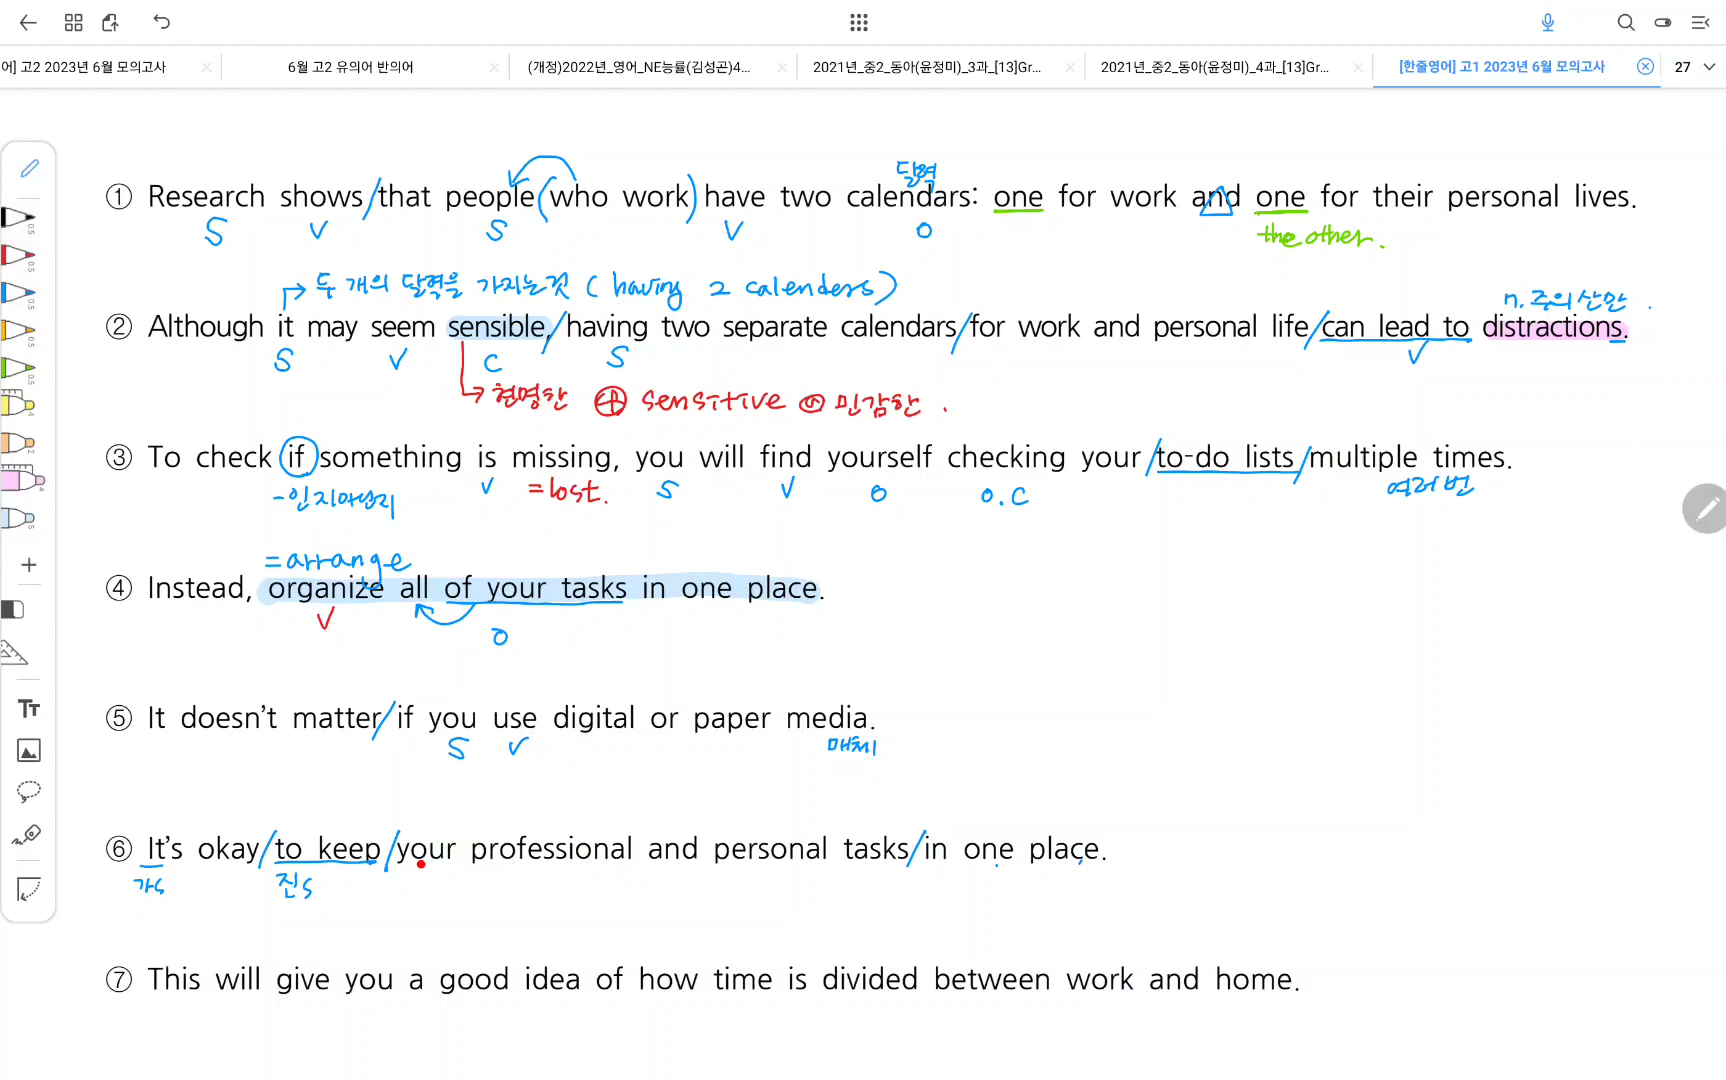 어] 고2 2023년 6월 모의고사
6월 고2 유의어 반의어
(개정)2022년_영어_NE능률(김성곤)4...
2021년_중2_동아(윤정미)_3과_[13]Gr...
2021년_중2_동아(윤정미)_4과_[13]Gr...
[한줄영어] 고1 2023년 6월 모의고사
27
달력
① Research shows that people who work have two calendars: one for work and one for their personal lives.
S V S V O the other.
두 개의 달력을 가지는것 (having 2 calenders)
n. 주의산만
② Although it may seem sensible, having two separate calendars for work and personal life can lead to distractions.
S V C S V
현명한 sensitive 민감한
③ To check if something is missing, you will find yourself checking your to-do lists multiple times.
-인지아닌지 V =lost. S V O O.C 여러번
=arrange
④ Instead, organize all of your tasks in one place.
V O
⑤ It doesn't matter if you use digital or paper media.
S V 매체
⑥ It's okay to keep your professional and personal tasks in one place.
가S 진S
⑦ This will give you a good idea of how time is divided between work and home.
TT